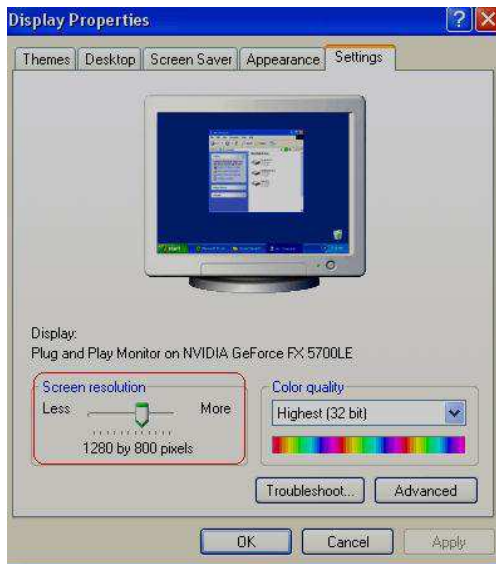 Display Properties
Themes Desktop Screen Saver Appearance Settings
start
Display:
Plug and Play Monitor on NVIDIA GeForce FX 5700LE
Screen resolution
Less More
1280 by 800 pixels
Color quality
Highest (32 bit)
Troubleshoot... Advanced
OK Cancel Apply